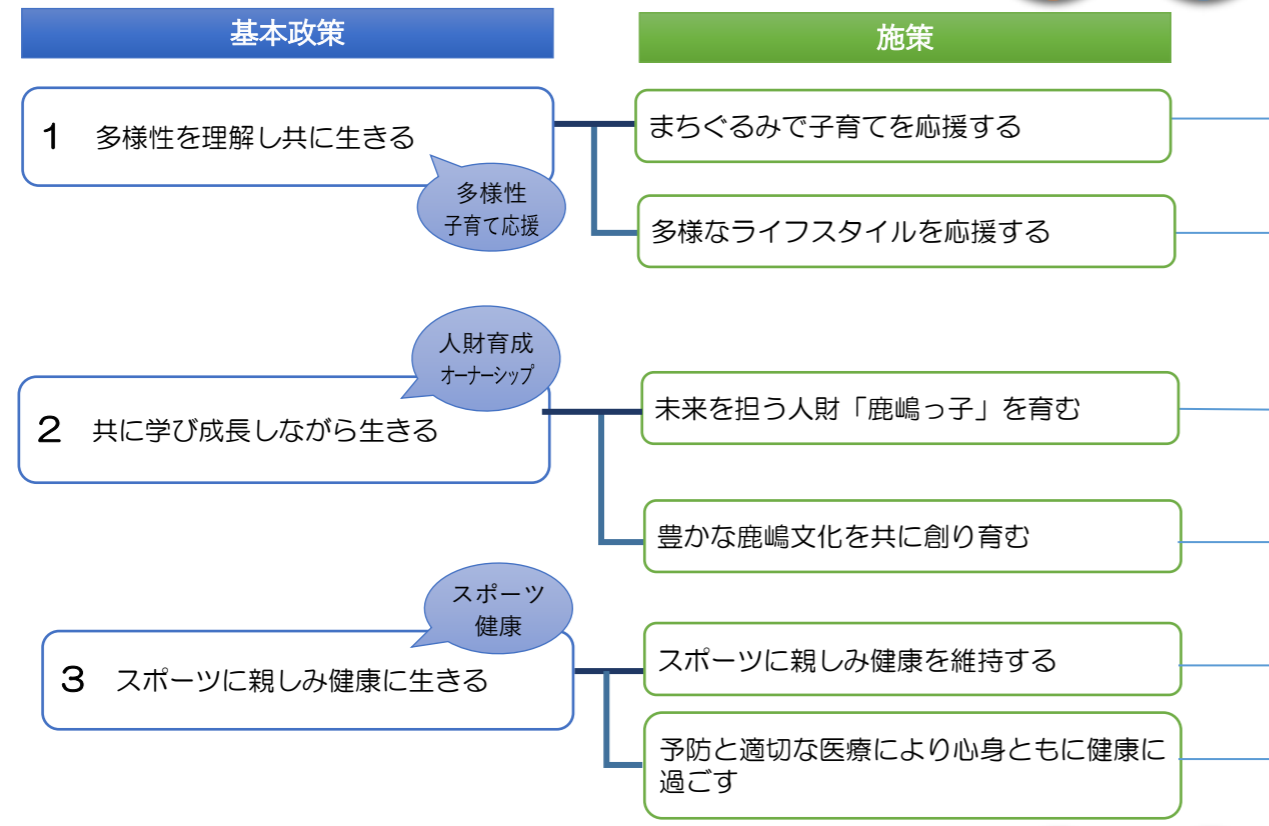 基本政策
施策
1 多様性を理解し共に生きる
多様性
子育て応援
まちぐるみで子育てを応援する
多様なライフスタイルを応援する
人財育成
オーナーシップ
2 共に学び成長しながら生きる
未来を担う人財「鹿嶋っ子」を育む
豊かな鹿嶋文化を共に創り育む
スポーツ
健康
3 スポーツに親しみ健康に生きる
スポーツに親しみ健康を維持する
予防と適切な医療により心身ともに健康に
過ごす